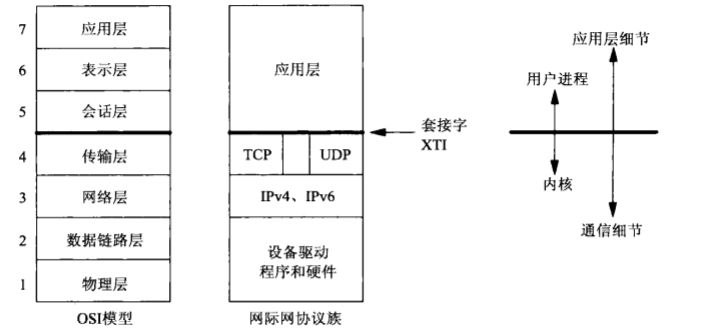 7
应用层
6
表示层
5
会话层
4
传输层
3
网络层
2
数据链路层
1
物理层
OSI模型
应用层
TCP
UDP
IPv4、IPv6
设备驱动
程序和硬件
网际网协议族
套接字
XTI
应用层细节
用户进程
内核
通信细节